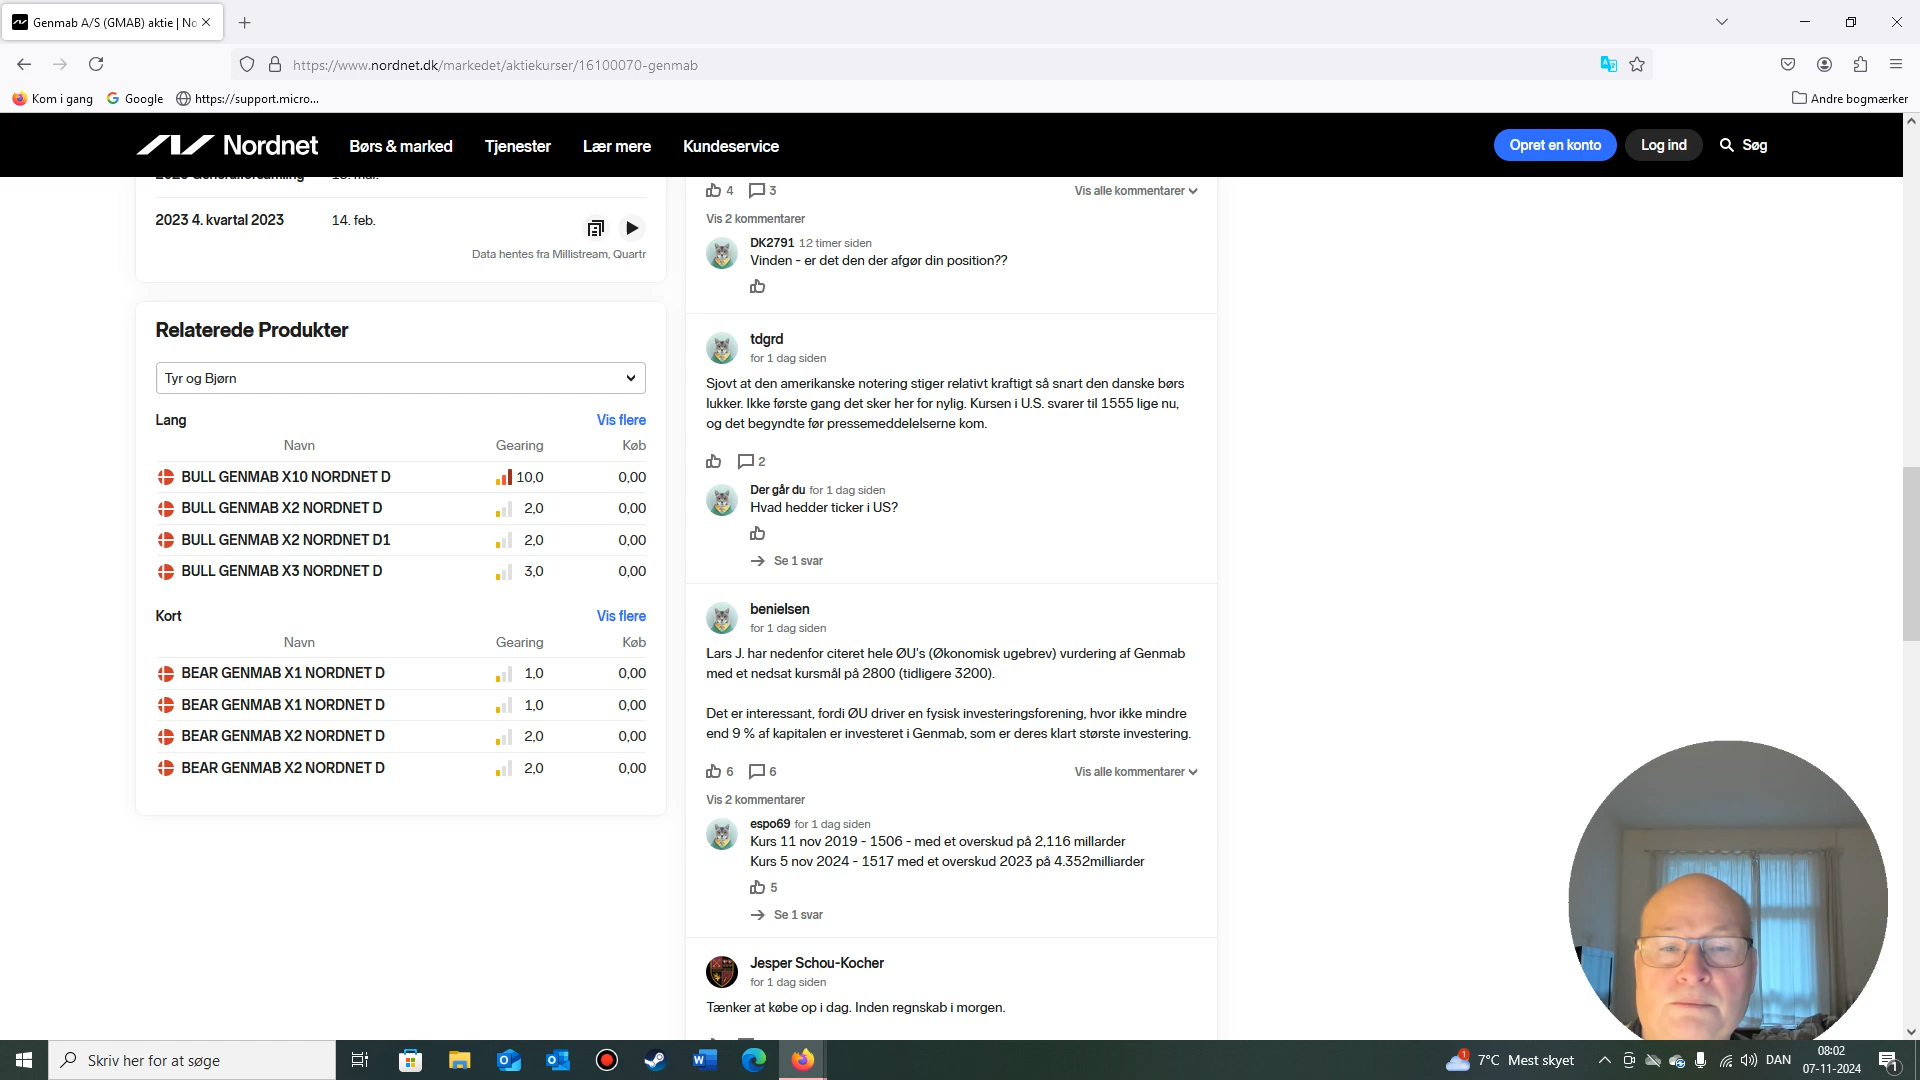 Genmab A/S (GMAB) aktie | No
https://www.nordnet.dk/markedet/aktiekurser/16100070-genmab
Kom i gang
Google
https://support.micro...
Andre bogmærker
Nordnet
Børs & marked
Tjenester
Lær mere
Kundeservice
Opret en konto
Log ind
Søg
2023 4. kvartal 2023
14. feb.
Data hentes fra Millistream, Quartr
Relaterede Produkter
Tyr og Bjørn
Lang
Vis flere
Navn Gearing Køb
BULL GENMAB X10 NORDNET D 10,0 0,00
BULL GENMAB X2 NORDNET D 2,0 0,00
BULL GENMAB X2 NORDNET D1 2,0 0,00
BULL GENMAB X3 NORDNET D 3,0 0,00
Kort
Vis flere
Navn Gearing Køb
BEAR GENMAB X1 NORDNET D 1,0 0,00
BEAR GENMAB X1 NORDNET D 1,0 0,00
BEAR GENMAB X2 NORDNET D 2,0 0,00
BEAR GENMAB X2 NORDNET D 2,0 0,00
4 3 Vis alle kommentarer
Vis 2 kommentarer
DK2791 12 timer siden
Vinden - er det den der afgør din position??
tdgrd
for 1 dag siden
Sjovt at den amerikanske notering stiger relativt kraftigt så snart den danske børs
lukker. Ikke første gang det sker her for nylig. Kursen i U.S. svarer til 1555 lige nu,
og det begyndte før pressemeddelelserne kom.
2
Der går du for 1 dag siden
Hvad hedder ticker i US?
Se 1 svar
benielsen
for 1 dag siden
Lars J. har nedenfor citeret hele ØU's (Økonomisk ugebrev) vurdering af Genmab
med et nedsat kursmål på 2800 (tidligere 3200).
Det er interessant, fordi ØU driver en fysisk investeringsforening, hvor ikke mindre
end 9 % af kapitalen er investeret i Genmab, som er deres klart største investering.
6 6 Vis alle kommentarer
Vis 2 kommentarer
espo69 for 1 dag siden
Kurs 11 nov 2019 - 1506 - med et overskud på 2,116 millarder
Kurs 5 nov 2024 - 1517 med et overskud 2023 på 4.352milliarder
5
Se 1 svar
Jesper Schou-Kocher
for 1 dag siden
Tænker at købe op i dag. Inden regnskab i morgen.
Skriv her for at søge
1
7°C Mest skyet
DAN
08:02
07-11-2024
1